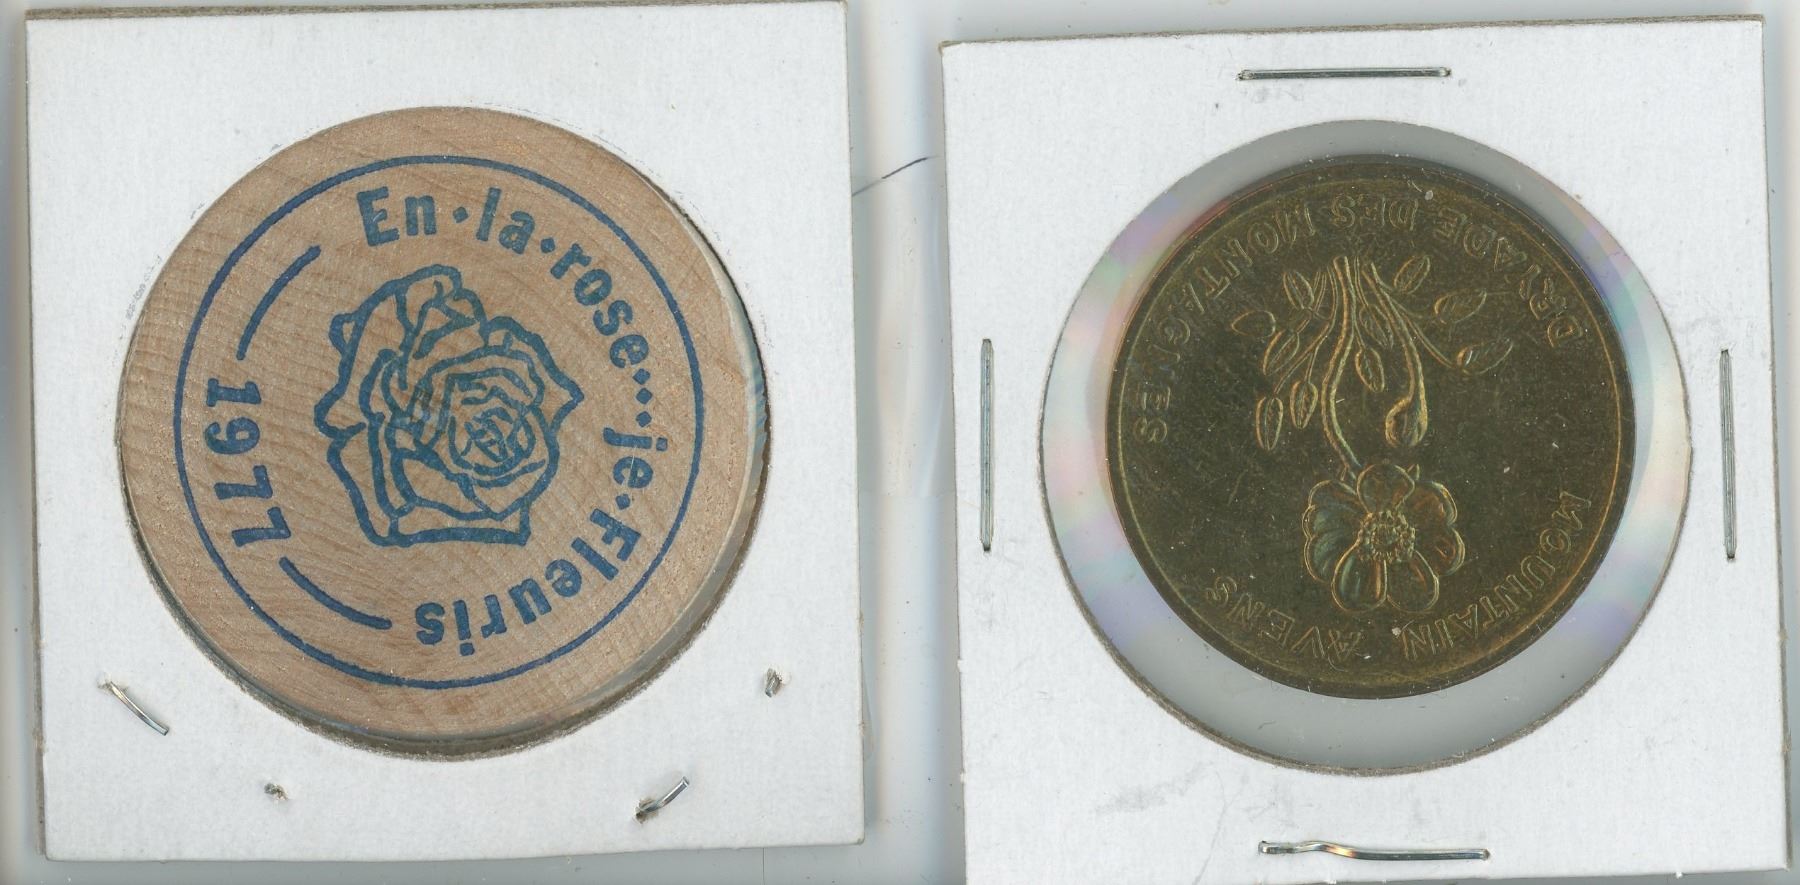 En·la·rose...je·Fleuris
1977
DRYADE DES MONTAGNES
MOUNTAIN AVENS